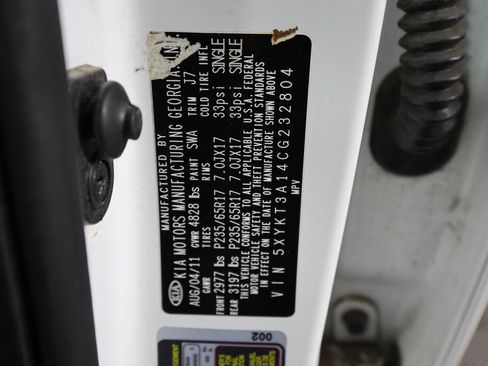 MANUFACTURED BY
KIA KIA MOTORS MANUFACTURING GEORGIA, INC.
AUG/04/11 GVWR 4828 lbs PAINT SWA TRIM J7
GAWR TIRES RIMS COLD TIRE INFL
FRONT 2977 lbs P235/65R17 7.0JX17 33psi SINGLE
REAR 3197 lbs P235/65R17 7.0JX17 33psi SINGLE
THIS VEHICLE CONFORMS TO ALL APPLICABLE U.S.A. FEDERAL
MOTOR VEHICLE SAFETY AND THEFT PREVENTION STANDARDS
IN EFFECT ON THE DATE OF MANUFACTURE SHOWN ABOVE
VIN 5XYKT3A14CG232804
MPV
002